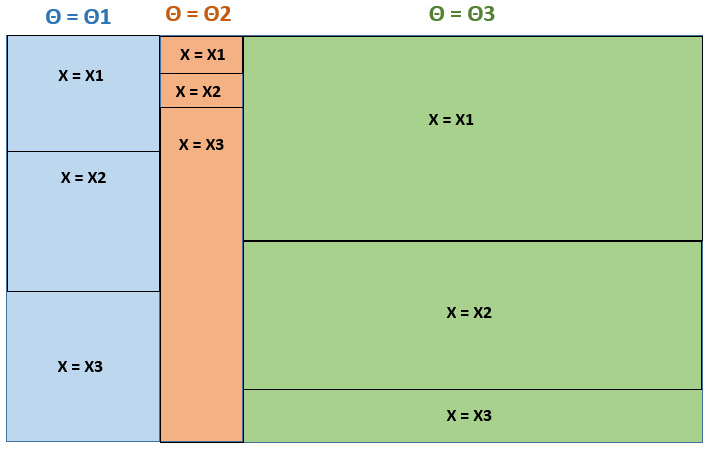 Θ = Θ1
Θ = Θ2
Θ = Θ3
X = X1
X = X2
X = X3
X = X1
X = X2
X = X3
X = X1
X = X2
X = X3